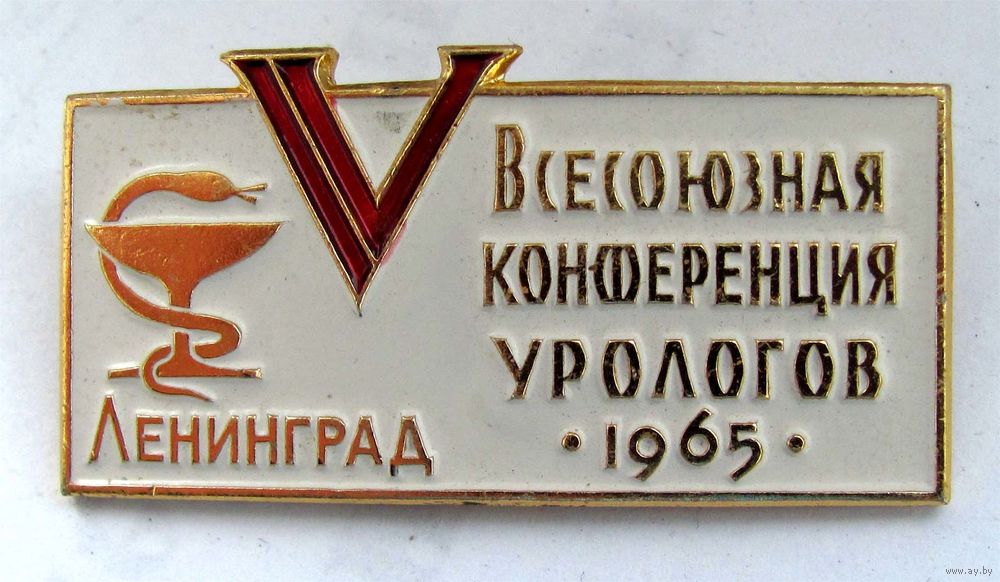 V
Всесоюзная
конференция
урологов
· 1965 ·
Ленинград
www.ay.by